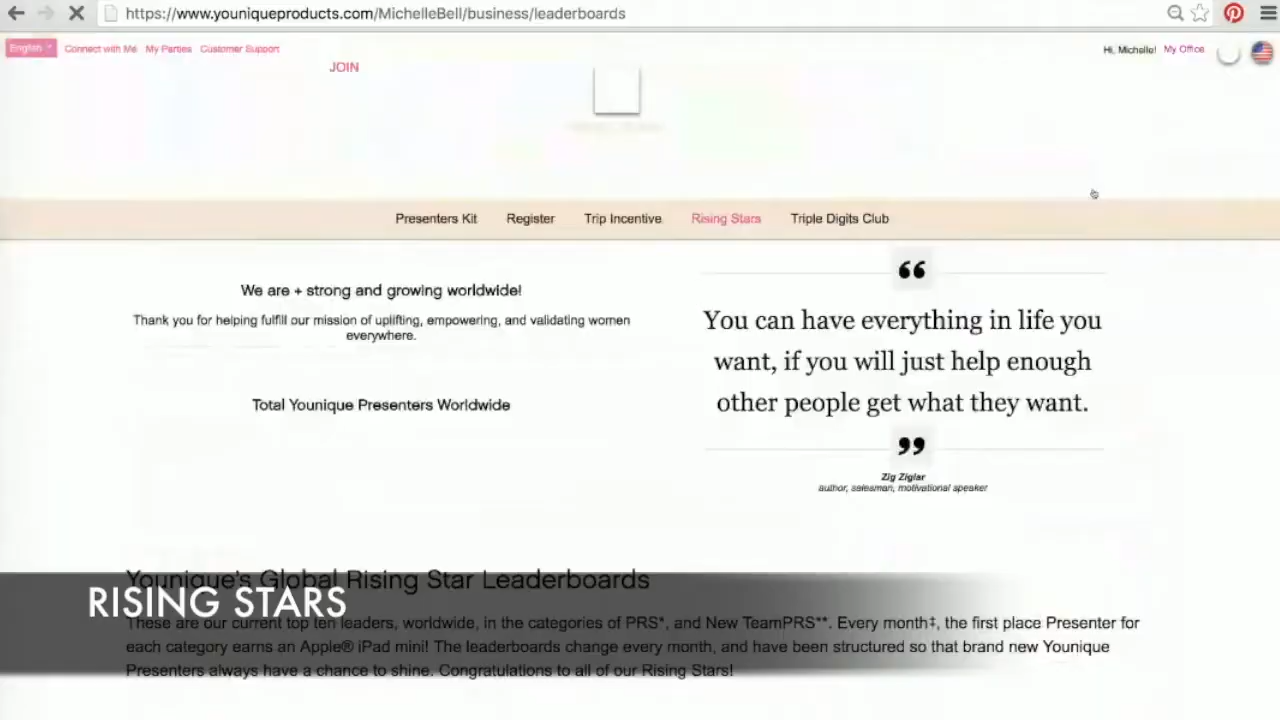 https://www.youniqueproducts.com/MichelleBell/business/leaderboards
English
Connect with Me
My Parties
Customer Support
Hi, Michelle!
My Office
JOIN
Presenters Kit
Register
Trip Incentive
Rising Stars
Triple Digits Club
We are + strong and growing worldwide!
Thank you for helping fulfill our mission of uplifting, empowering, and validating women
everywhere.
Total Younique Presenters Worldwide
“
You can have everything in life you
want, if you will just help enough
other people get what they want.
”
Zig Ziglar
author, salesman, motivational speaker
Younique's Global Rising Star Leaderboards
RISING STARS
These are our current top ten leaders, worldwide, in the categories of PRS*, and New TeamPRS**. Every month‡, the first place Presenter for
each category earns an Apple® iPad mini! The leaderboards change every month, and have been structured so that brand new Younique
Presenters always have a chance to shine. Congratulations to all of our Rising Stars!